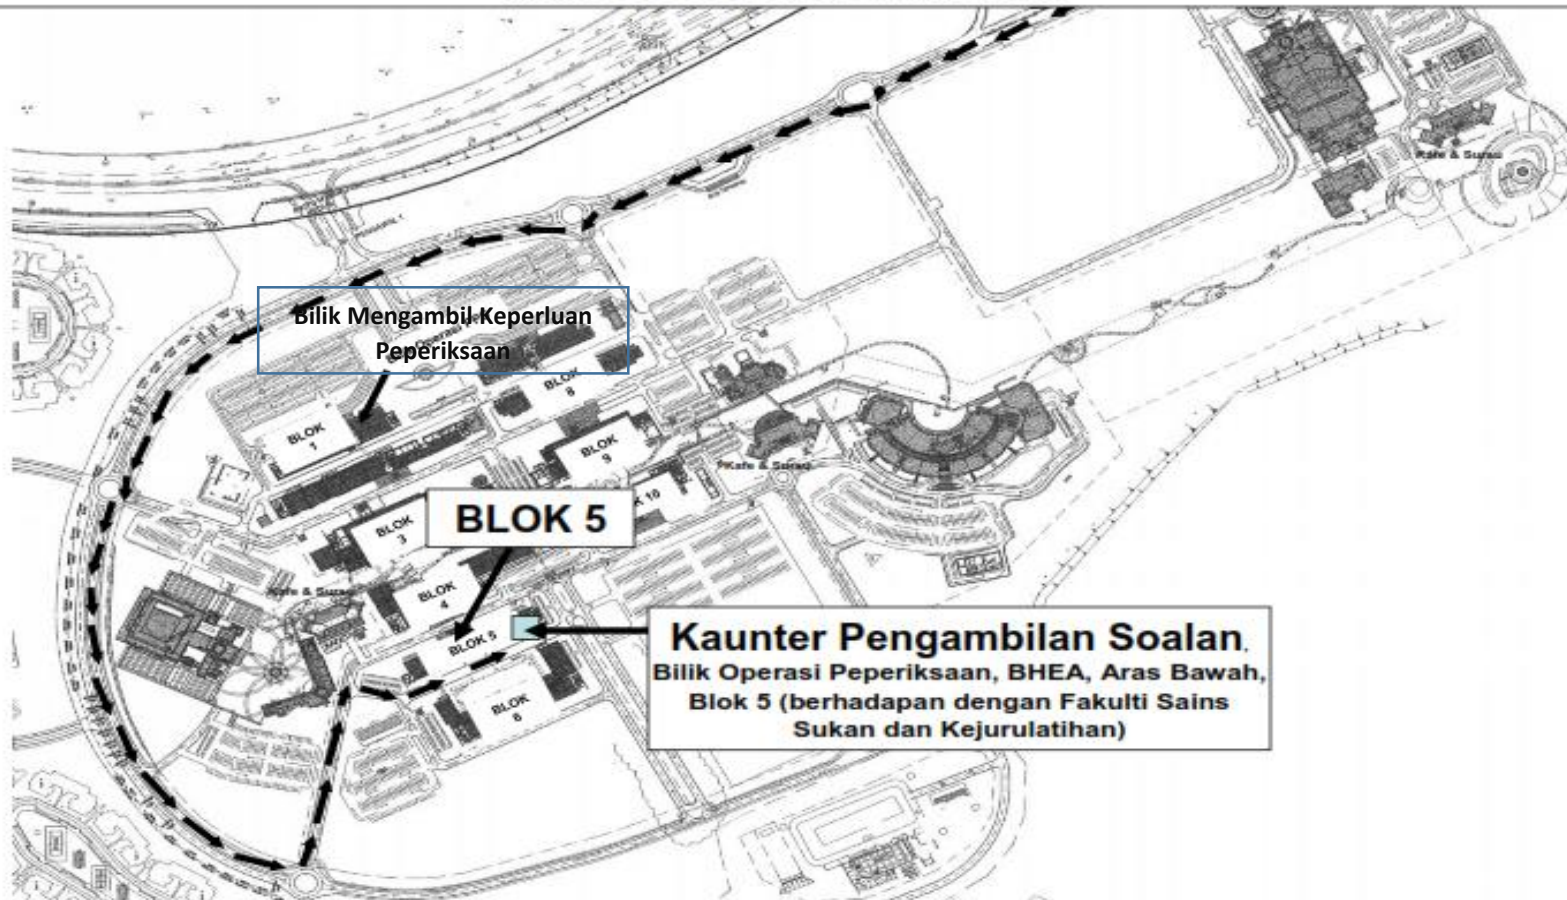 Kafe & Surau
Bilik Mengambil Keperluan
Peperiksaan
BLOK
8
BLOK
1
BLOK
9
Kafe & Surau
K 10
BLOK 5
BLOK
3
Kafe & Surau
BLOK
4
BLOK 5
BLOK
6
Kaunter Pengambilan Soalan,
Bilik Operasi Peperiksaan, BHEA, Aras Bawah,
Blok 5 (berhadapan dengan Fakulti Sains
Sukan dan Kejurulatihan)